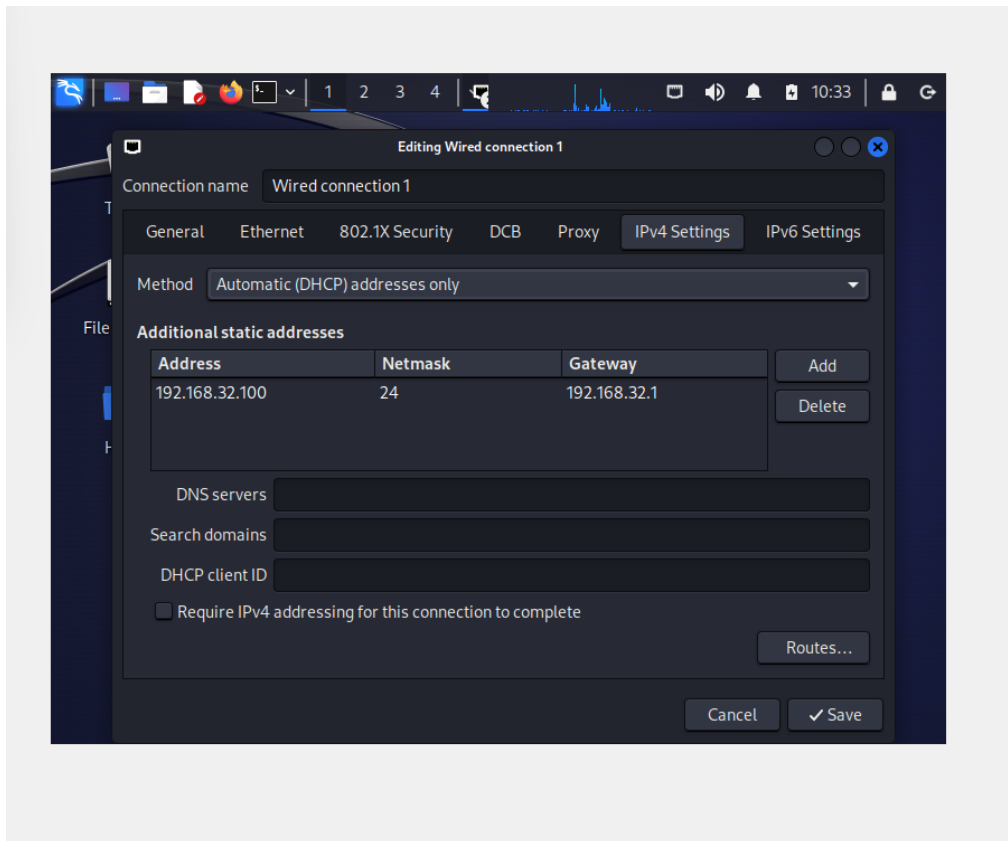 1 2 3 4 10:33
Editing Wired connection 1
Connection name Wired connection 1
General Ethernet 802.1X Security DCB Proxy IPv4 Settings IPv6 Settings
Method Automatic (DHCP) addresses only
File
Additional static addresses
Address Netmask Gateway
192.168.32.100 24 192.168.32.1
Add
Delete
DNS servers
Search domains
DHCP client ID
Require IPv4 addressing for this connection to complete
Routes...
Cancel Save